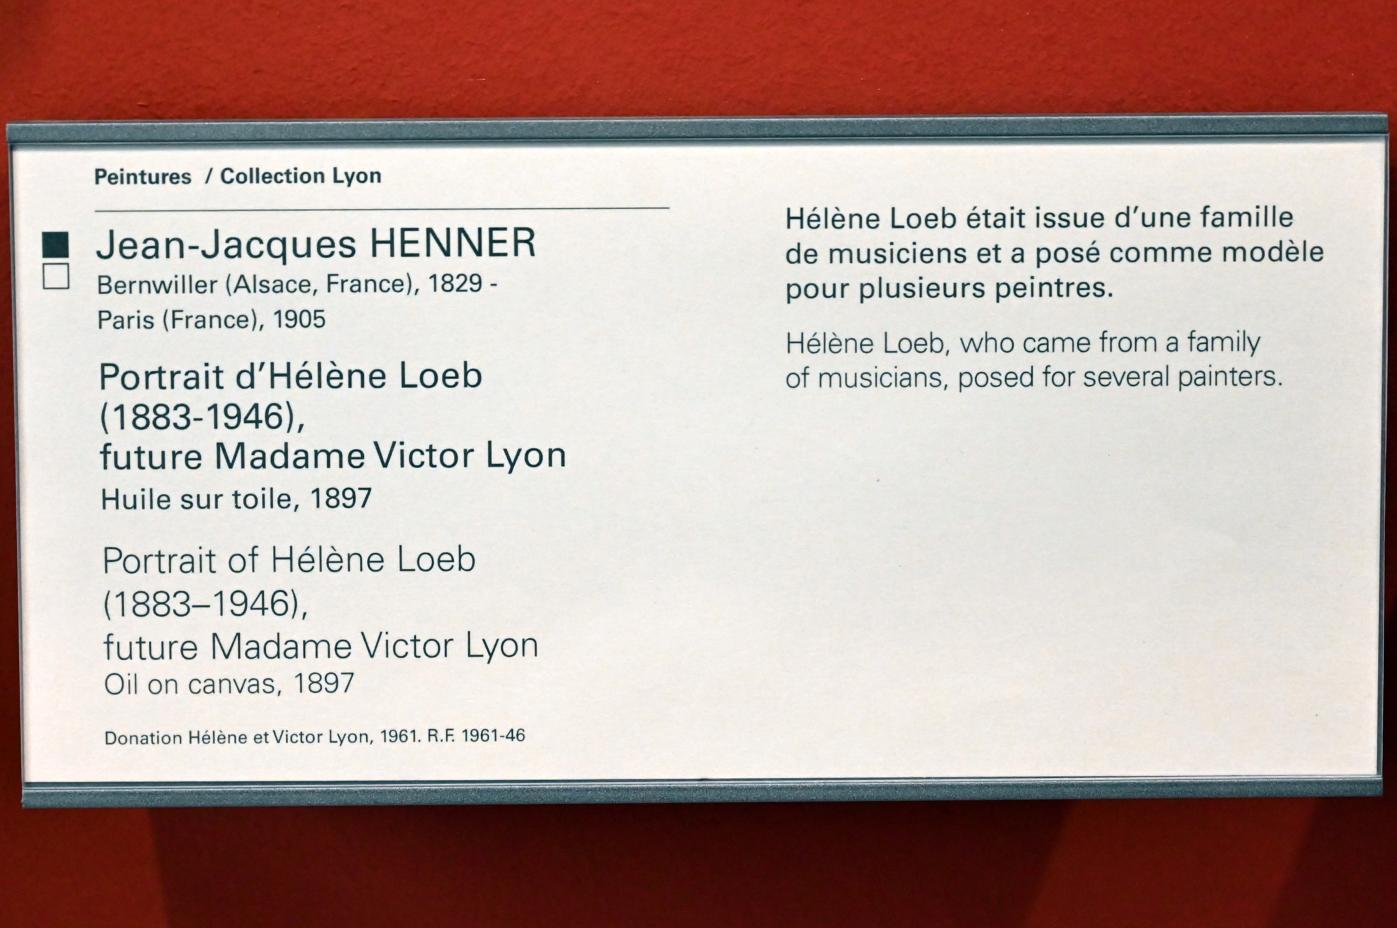 Peintures / Collection Lyon
Jean-Jacques HENNER
Bernwiller (Alsace, France), 1829 -
Paris (France), 1905
Portrait d’Hélène Loeb
(1883-1946),
future Madame Victor Lyon
Huile sur toile, 1897
Portrait of Hélène Loeb
(1883–1946),
future Madame Victor Lyon
Oil on canvas, 1897
Donation Hélène et Victor Lyon, 1961. R.F. 1961-46
Hélène Loeb était issue d’une famille
de musiciens et a posé comme modèle
pour plusieurs peintres.
Hélène Loeb, who came from a family
of musicians, posed for several painters.